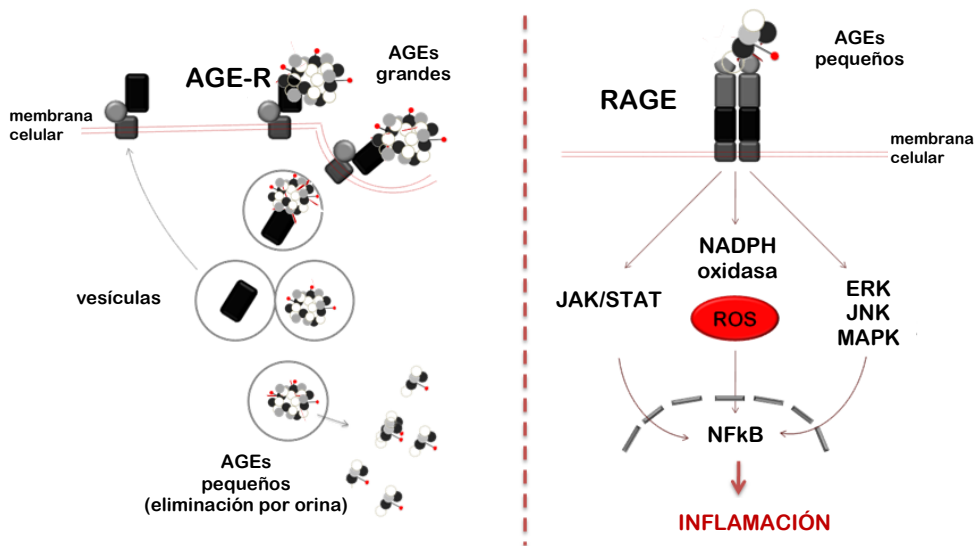 AGE-R
AGEs
grandes
membrana
celular
vesículas
AGEs
pequeños
(eliminación por orina)
AGEs
pequeños
RAGE
membrana
celular
NADPH
oxidasa
JAK/STAT
ROS
ERK
JNK
MAPK
NFkB
INFLAMACIÓN